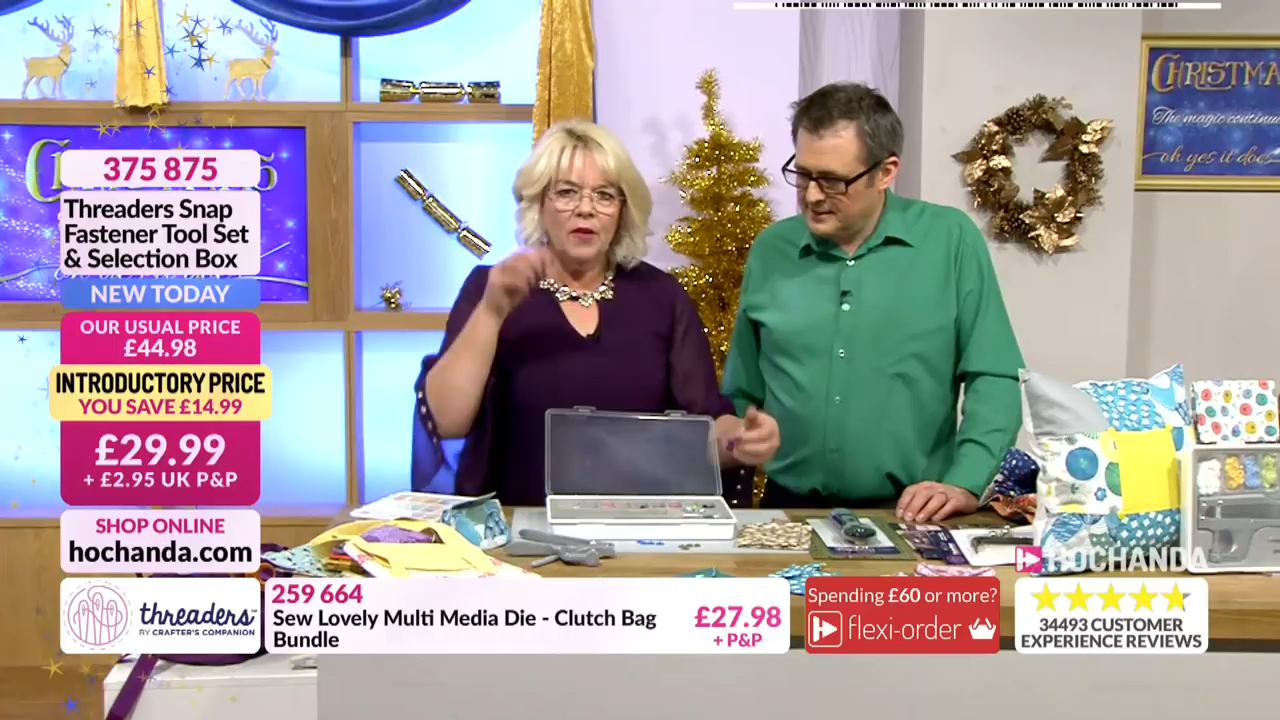 375 875
Threaders Snap
Fastener Tool Set
& Selection Box
NEW TODAY
OUR USUAL PRICE
£44.98
INTRODUCTORY PRICE
YOU SAVE £14.99
£29.99
+ £2.95 UK P&P
SHOP ONLINE
hochanda.com
threaders™
BY CRAFTER'S COMPANION
259 664
Sew Lovely Multi Media Die - Clutch Bag
Bundle
£27.98
+ P&P
Spending £60 or more?
flexi-order
HOCHANDA
34493 CUSTOMER
EXPERIENCE REVIEWS
CHRISTMA
The magic continu
oh yes it does